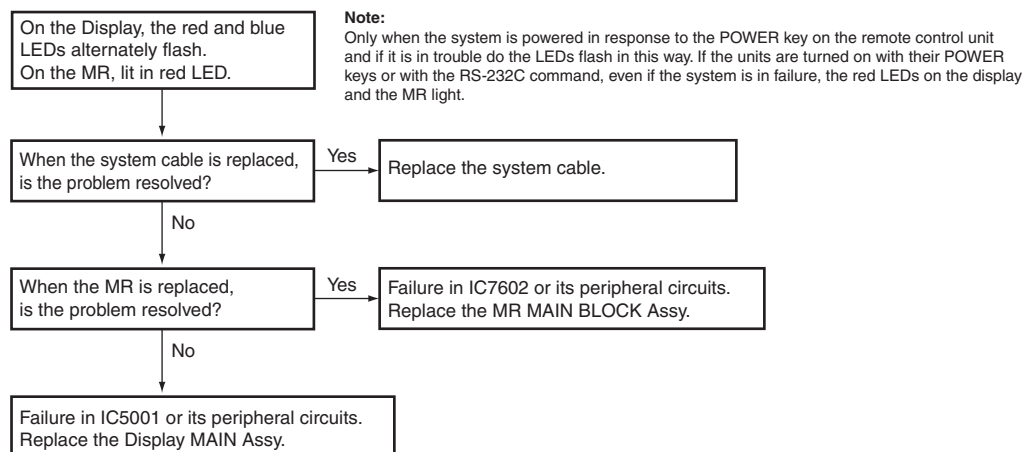 On the Display, the red and blue
LEDs alternately flash.
On the MR, lit in red LED.
Note:
Only when the system is powered in response to the POWER key on the remote control unit
and if it is in trouble do the LEDs flash in this way. If the units are turned on with their POWER
keys or with the RS-232C command, even if the system is in failure, the red LEDs on the display
and the MR light.
When the system cable is replaced,
is the problem resolved?
Yes
Replace the system cable.
No
When the MR is replaced,
is the problem resolved?
Yes
Failure in IC7602 or its peripheral circuits.
Replace the MR MAIN BLOCK Assy.
No
Failure in IC5001 or its peripheral circuits.
Replace the Display MAIN Assy.